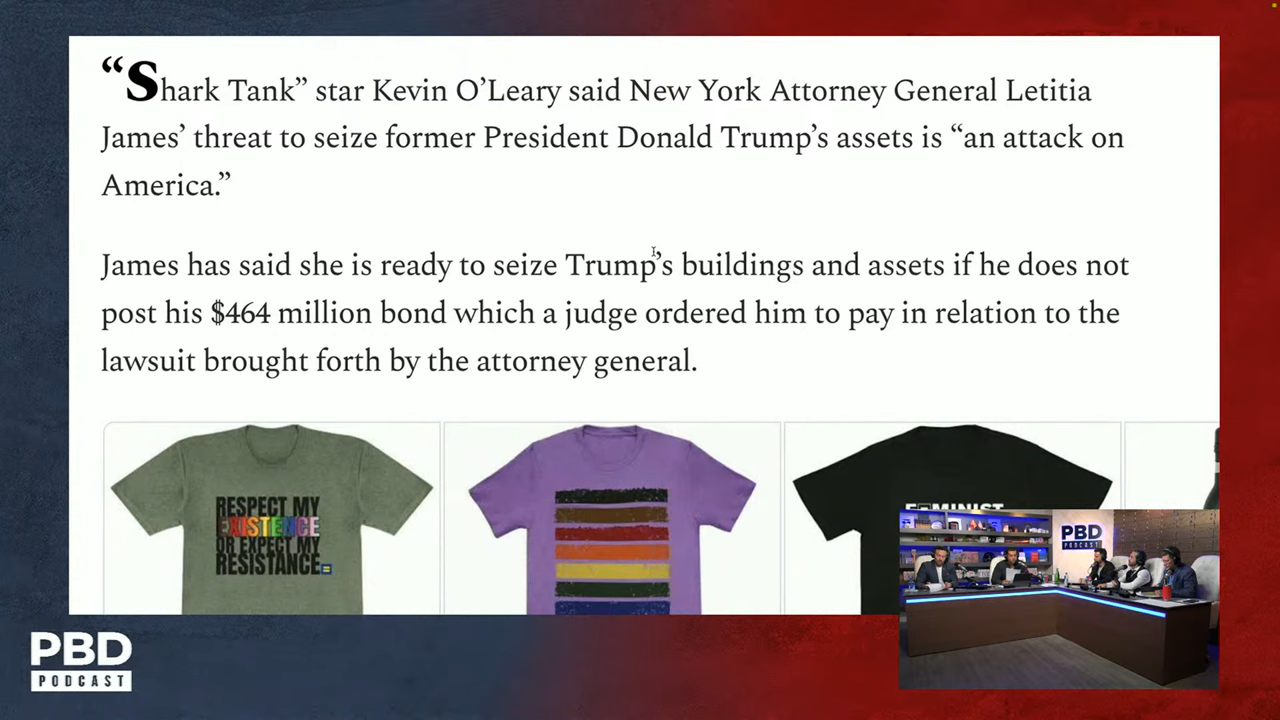 “Shark Tank” star Kevin O’Leary said New York Attorney General Letitia
James’ threat to seize former President Donald Trump’s assets is “an attack on
America.”
James has said she is ready to seize Trump’s buildings and assets if he does not
post his $464 million bond which a judge ordered him to pay in relation to the
lawsuit brought forth by the attorney general.
RESPECT MY
EXISTENCE
OR EXPECT MY
RESISTANCE
PBD
PODCAST
PBD
PODCAST